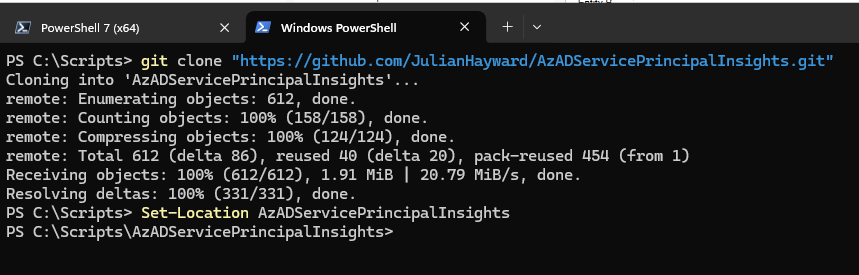 Entity B
PowerShell 7 (x64)
Windows PowerShell
PS C:\Scripts> git clone "https://github.com/JulianHayward/AzADServicePrincipalInsights.git"
Cloning into 'AzADServicePrincipalInsights'...
remote: Enumerating objects: 612, done.
remote: Counting objects: 100% (158/158), done.
remote: Compressing objects: 100% (124/124), done.
remote: Total 612 (delta 86), reused 40 (delta 20), pack-reused 454 (from 1)
Receiving objects: 100% (612/612), 1.91 MiB | 20.79 MiB/s, done.
Resolving deltas: 100% (331/331), done.
PS C:\Scripts> Set-Location AzADServicePrincipalInsights
PS C:\Scripts\AzADServicePrincipalInsights>